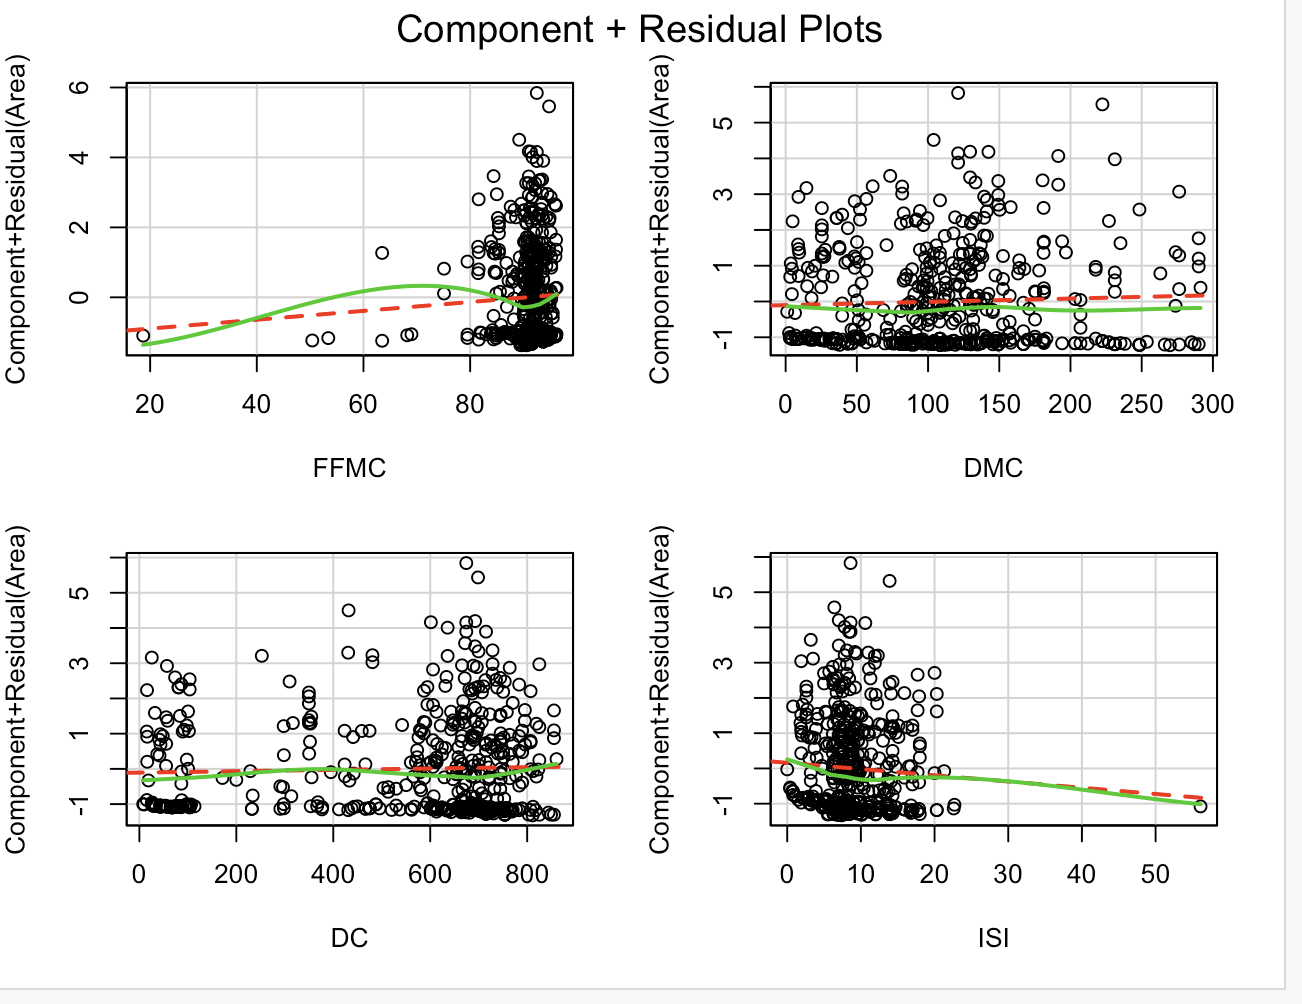 Component + Residual Plots
Component+Residual(Area)
6
4
2
0
20 40 60 80
FFMC
Component+Residual(Area)
5
3
1
-1
0 50 100 150 200 250 300
DMC
Component+Residual(Area)
5
3
1
-1
0 200 400 600 800
DC
Component+Residual(Area)
5
3
1
-1
0 10 20 30 40 50
ISI